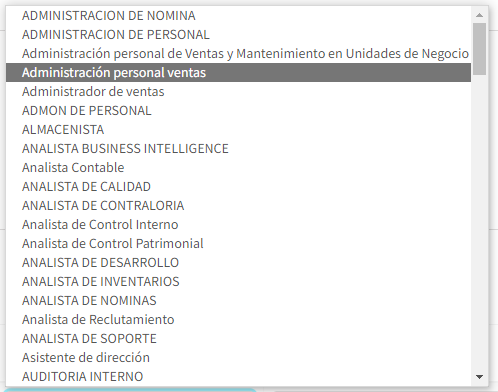 ADMINISTRACION DE NOMINA
ADMINISTRACION DE PERSONAL
Administración personal de Ventas y Mantenimiento en Unidades de Negocio
Administración personal ventas
Administrador de ventas
ADMON DE PERSONAL
ALMACENISTA
ANALISTA BUSINESS INTELLIGENCE
Analista Contable
ANALISTA DE CALIDAD
ANALISTA DE CONTRALORIA
Analista de Control Interno
Analista de Control Patrimonial
ANALISTA DE DESARROLLO
ANALISTA DE INVENTARIOS
ANALISTA DE NOMINAS
Analista de Reclutamiento
ANALISTA DE SOPORTE
Asistente de dirección
AUDITORIA INTERNO